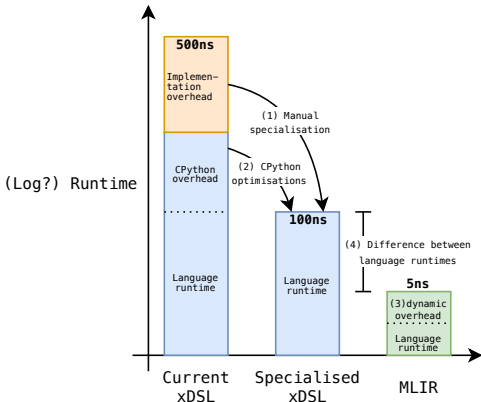 500ns
Implemen-
tation
overhead
(1) Manual
specialisation
CPython
overhead
(2) CPython
optimisations
(Log?) Runtime
100ns
(4) Difference between
language runtimes
Language
runtime
Language
runtime
5ns
(3)dynamic
overhead
Language
runtime
Current
xDSL
Specialised
xDSL
MLIR